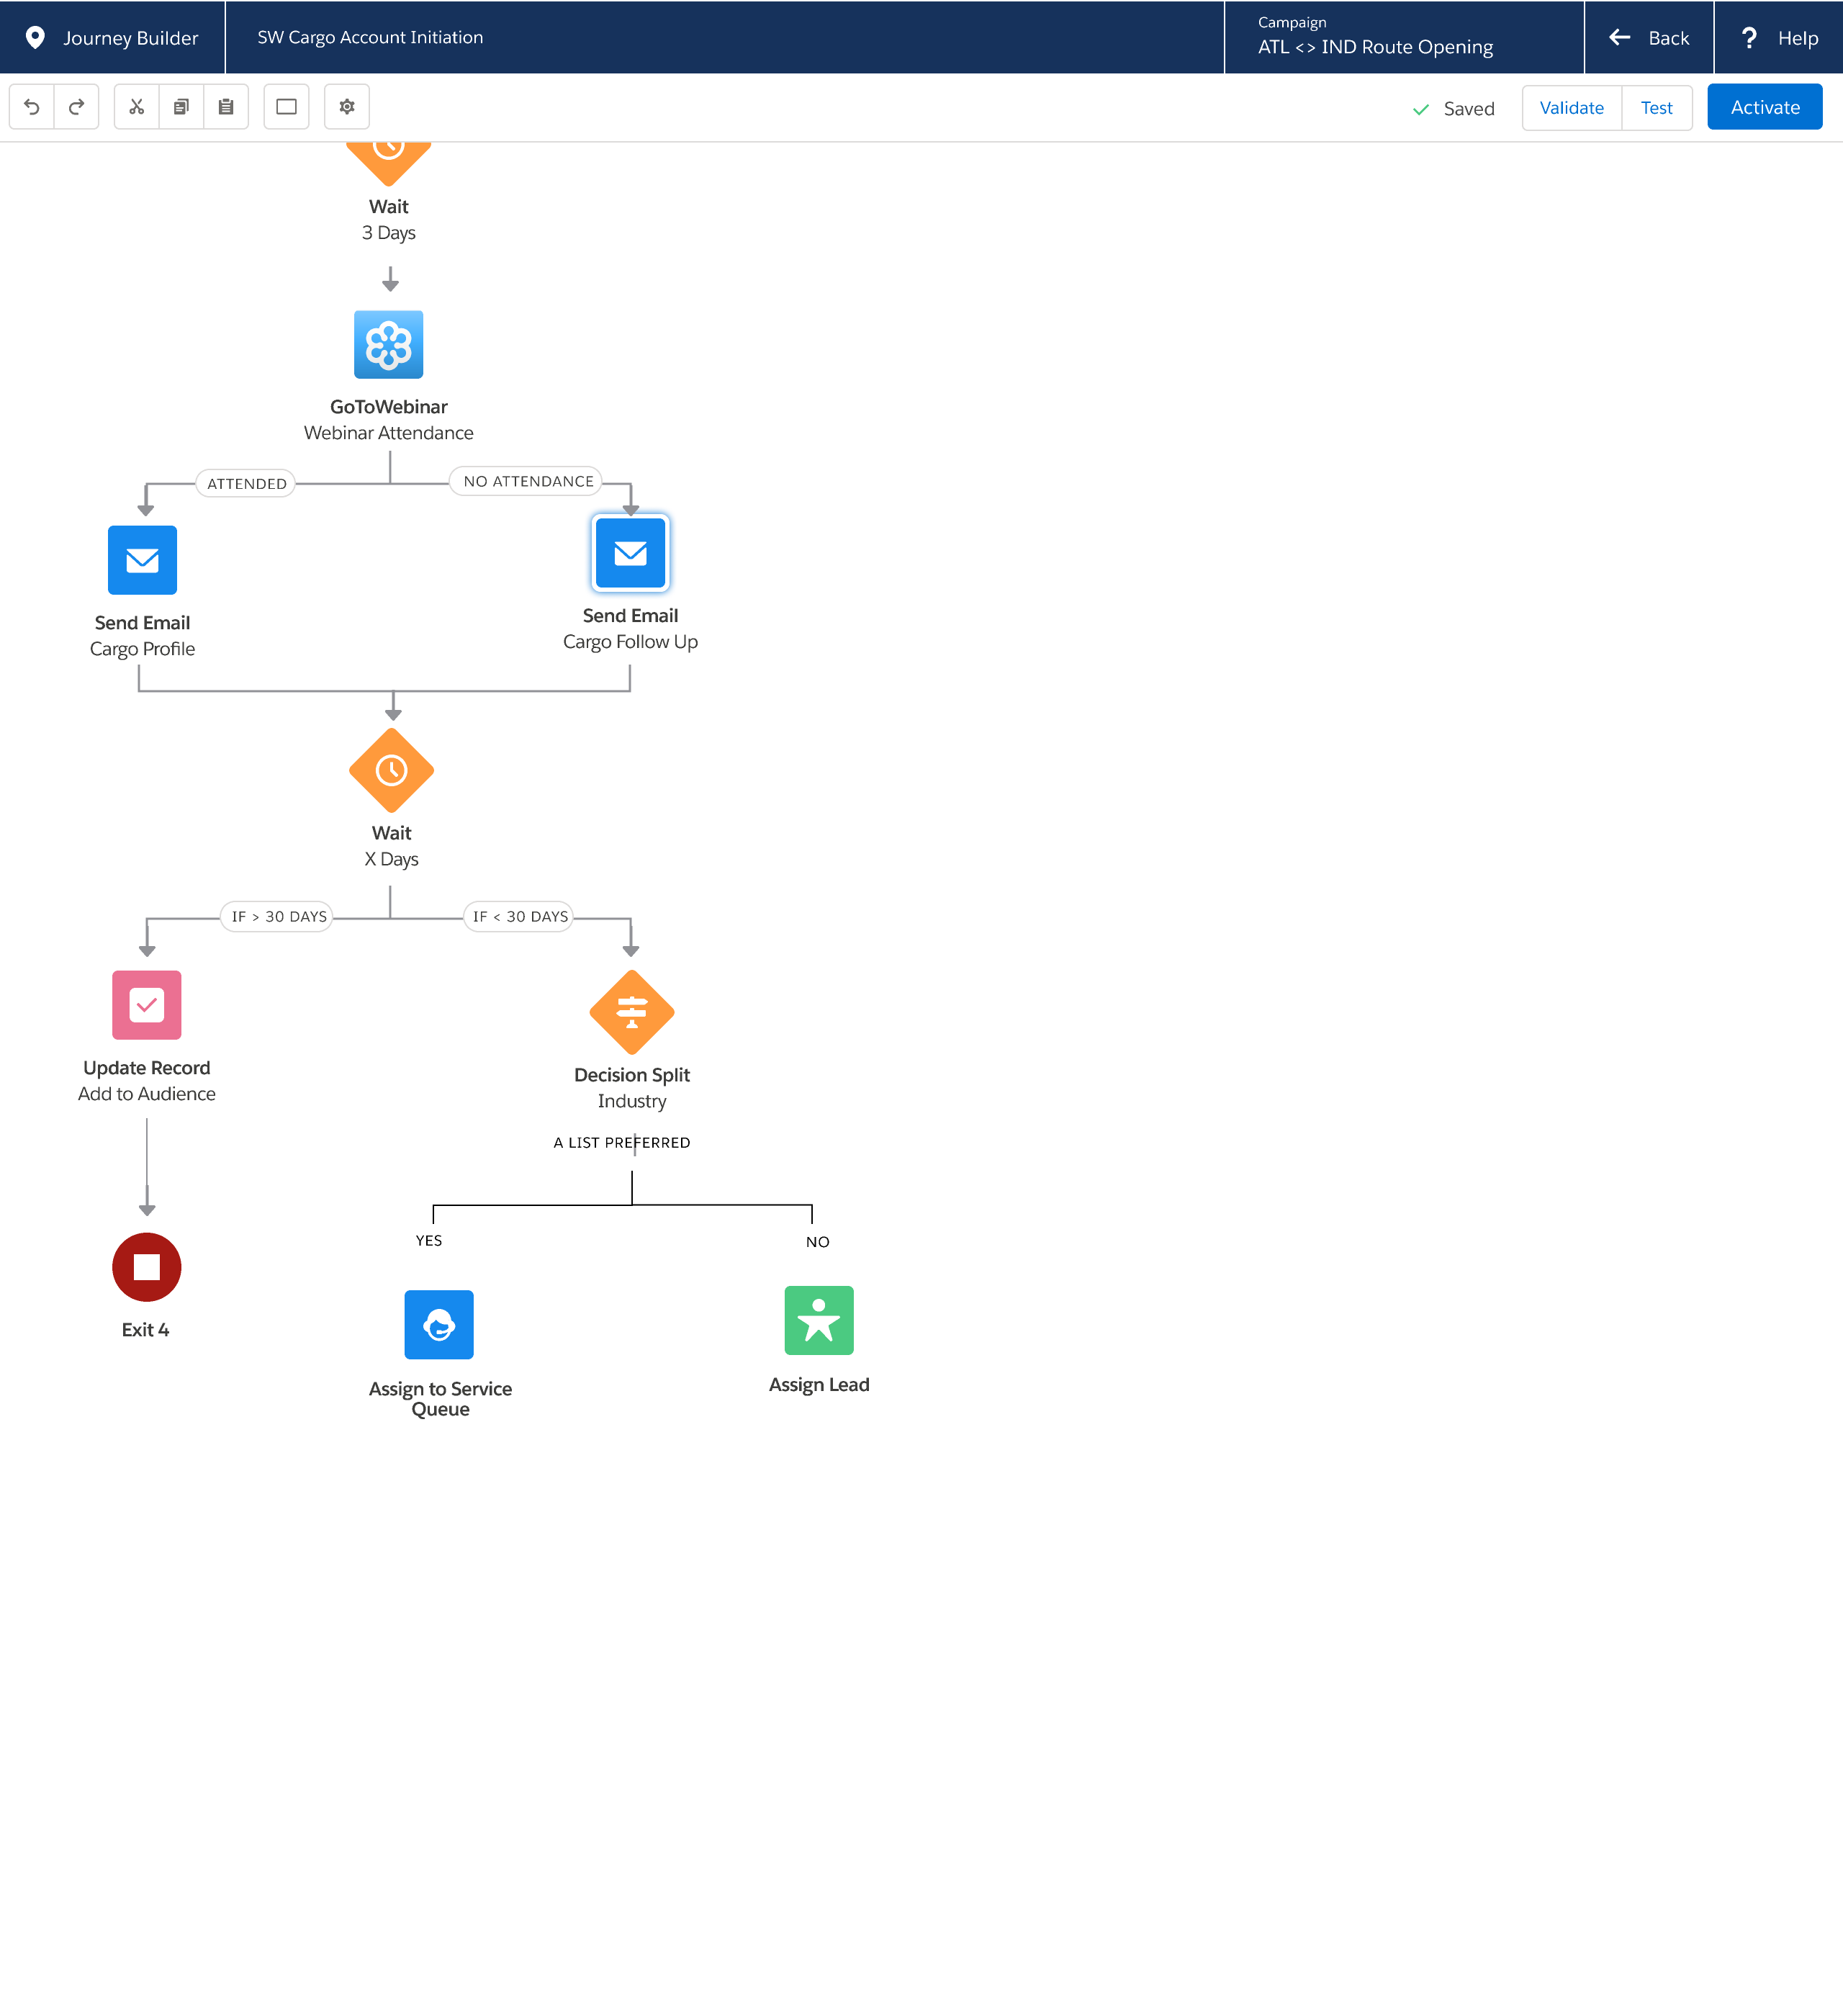 Journey Builder
SW Cargo Account Initiation
Campaign
ATL <> IND Route Opening
Back
? Help
Saved
Validate
Test
Activate
Wait
3 Days
GoToWebinar
Webinar Attendance
ATTENDED
NO ATTENDANCE
Send Email
Cargo Profile
Send Email
Cargo Follow Up
Wait
X Days
IF > 30 DAYS
IF < 30 DAYS
Update Record
Add to Audience
Decision Split
Industry
A LIST PREFERRED
YES
NO
Exit 4
Assign to Service
Queue
Assign Lead